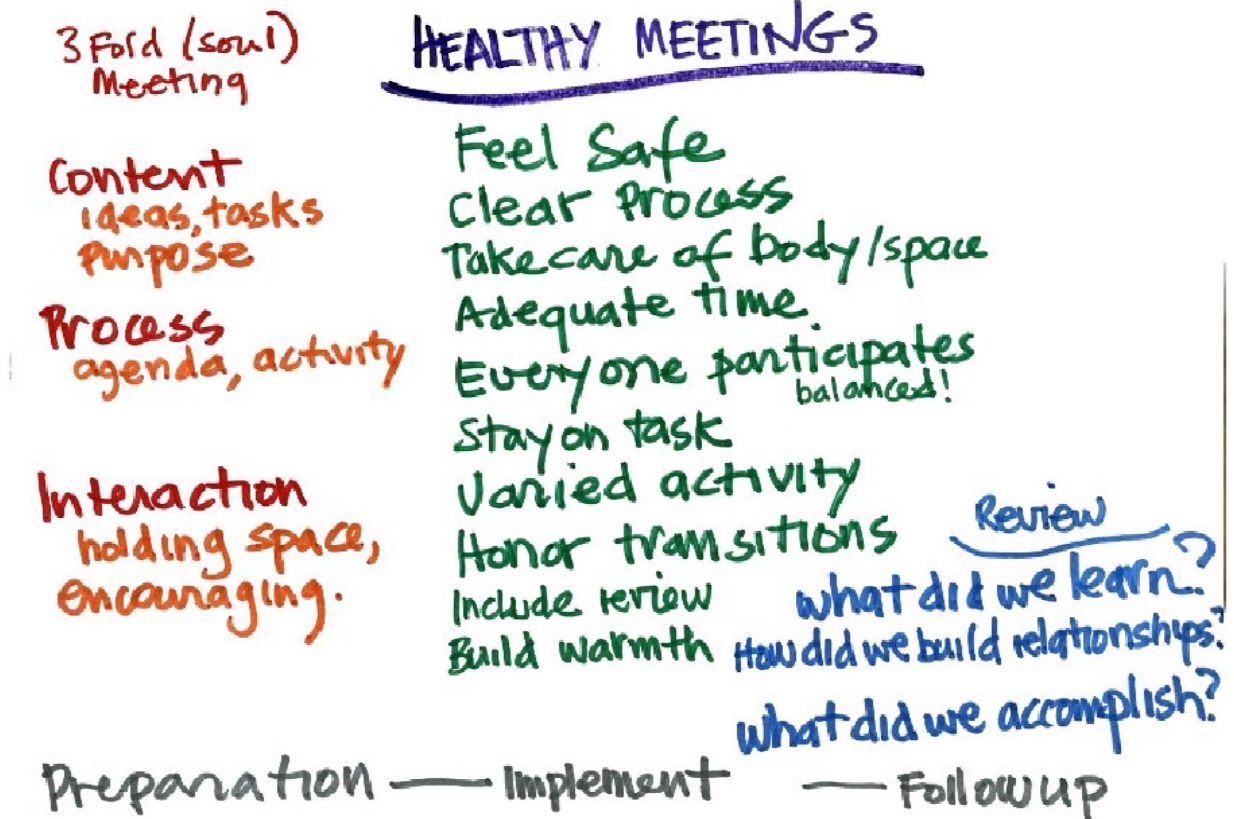 3 Fold (soul)
Meeting
HEALTHY MEETINGS
Content
ideas, tasks
purpose
Process
agenda, activity
Interaction
holding space,
encouraging.
Feel Safe
Clear Process
Take care of body/space
Adequate time
Everyone participates
balanced!
Stay on task
Varied activity
Honor transitions
Include review
Build warmth
Review
What did we learn?
How did we build relationships?
What did we accomplish?
Preparation — Implement — Follow up